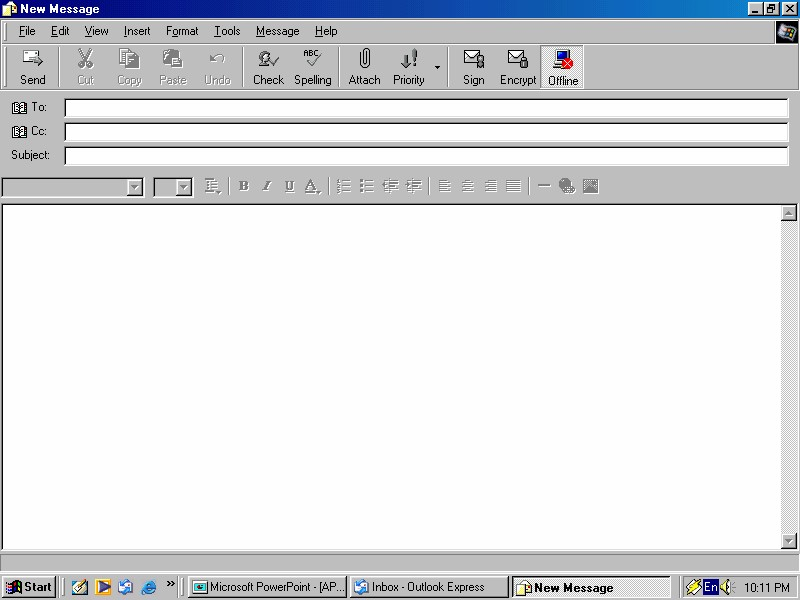 New Message
File Edit View Insert Format Tools Message Help
ABC
Send Cut Copy Paste Undo Check Spelling Attach Priority Sign Encrypt Offline
To:
Cc:
Subject:
B I U A
Start » Microsoft PowerPoint - [AP... Inbox - Outlook Express New Message En 10:11 PM